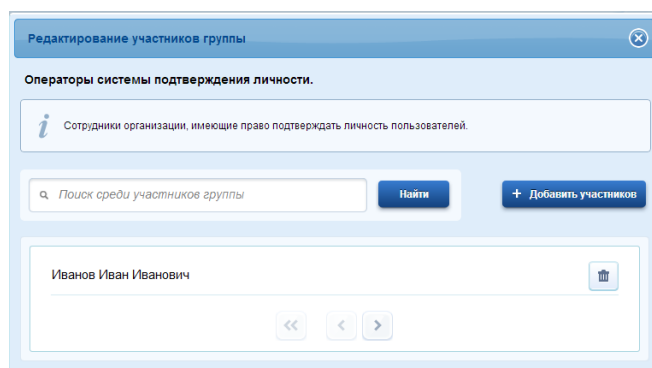 Редактирование участников группы
Операторы системы подтверждения личности.
Сотрудники организации, имеющие право подтверждать личность пользователей.
Поиск среди участников группы
Найти
+ Добавить участников
Иванов Иван Иванович